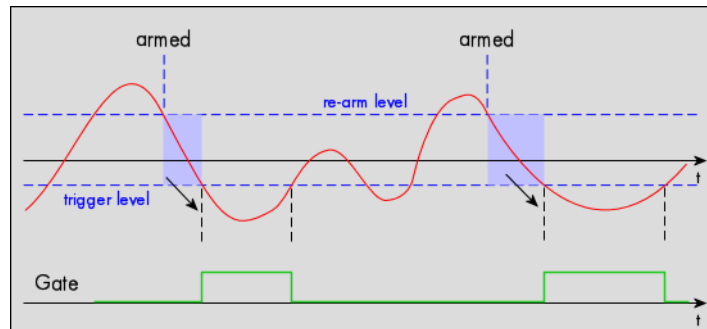 armed
armed
re-arm level
t
trigger level
Gate
t